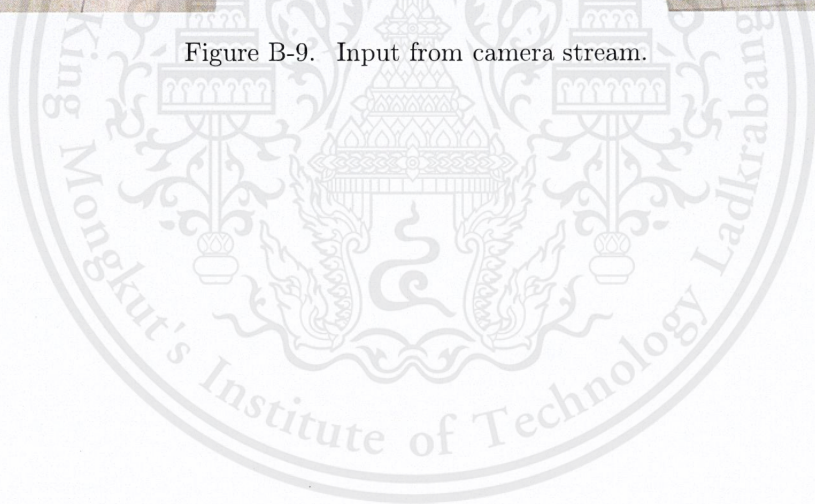 Figure B-9. Input from camera stream.
King Mongkut's Institute of Technology Ladkrabang